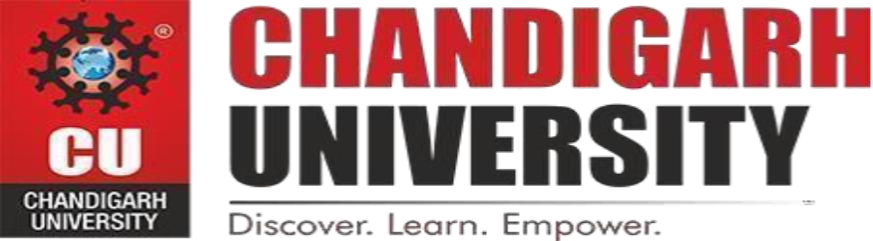 ®
CU
CHANDIGARH
UNIVERSITY
CHANDIGARH
UNIVERSITY
Discover. Learn. Empower.